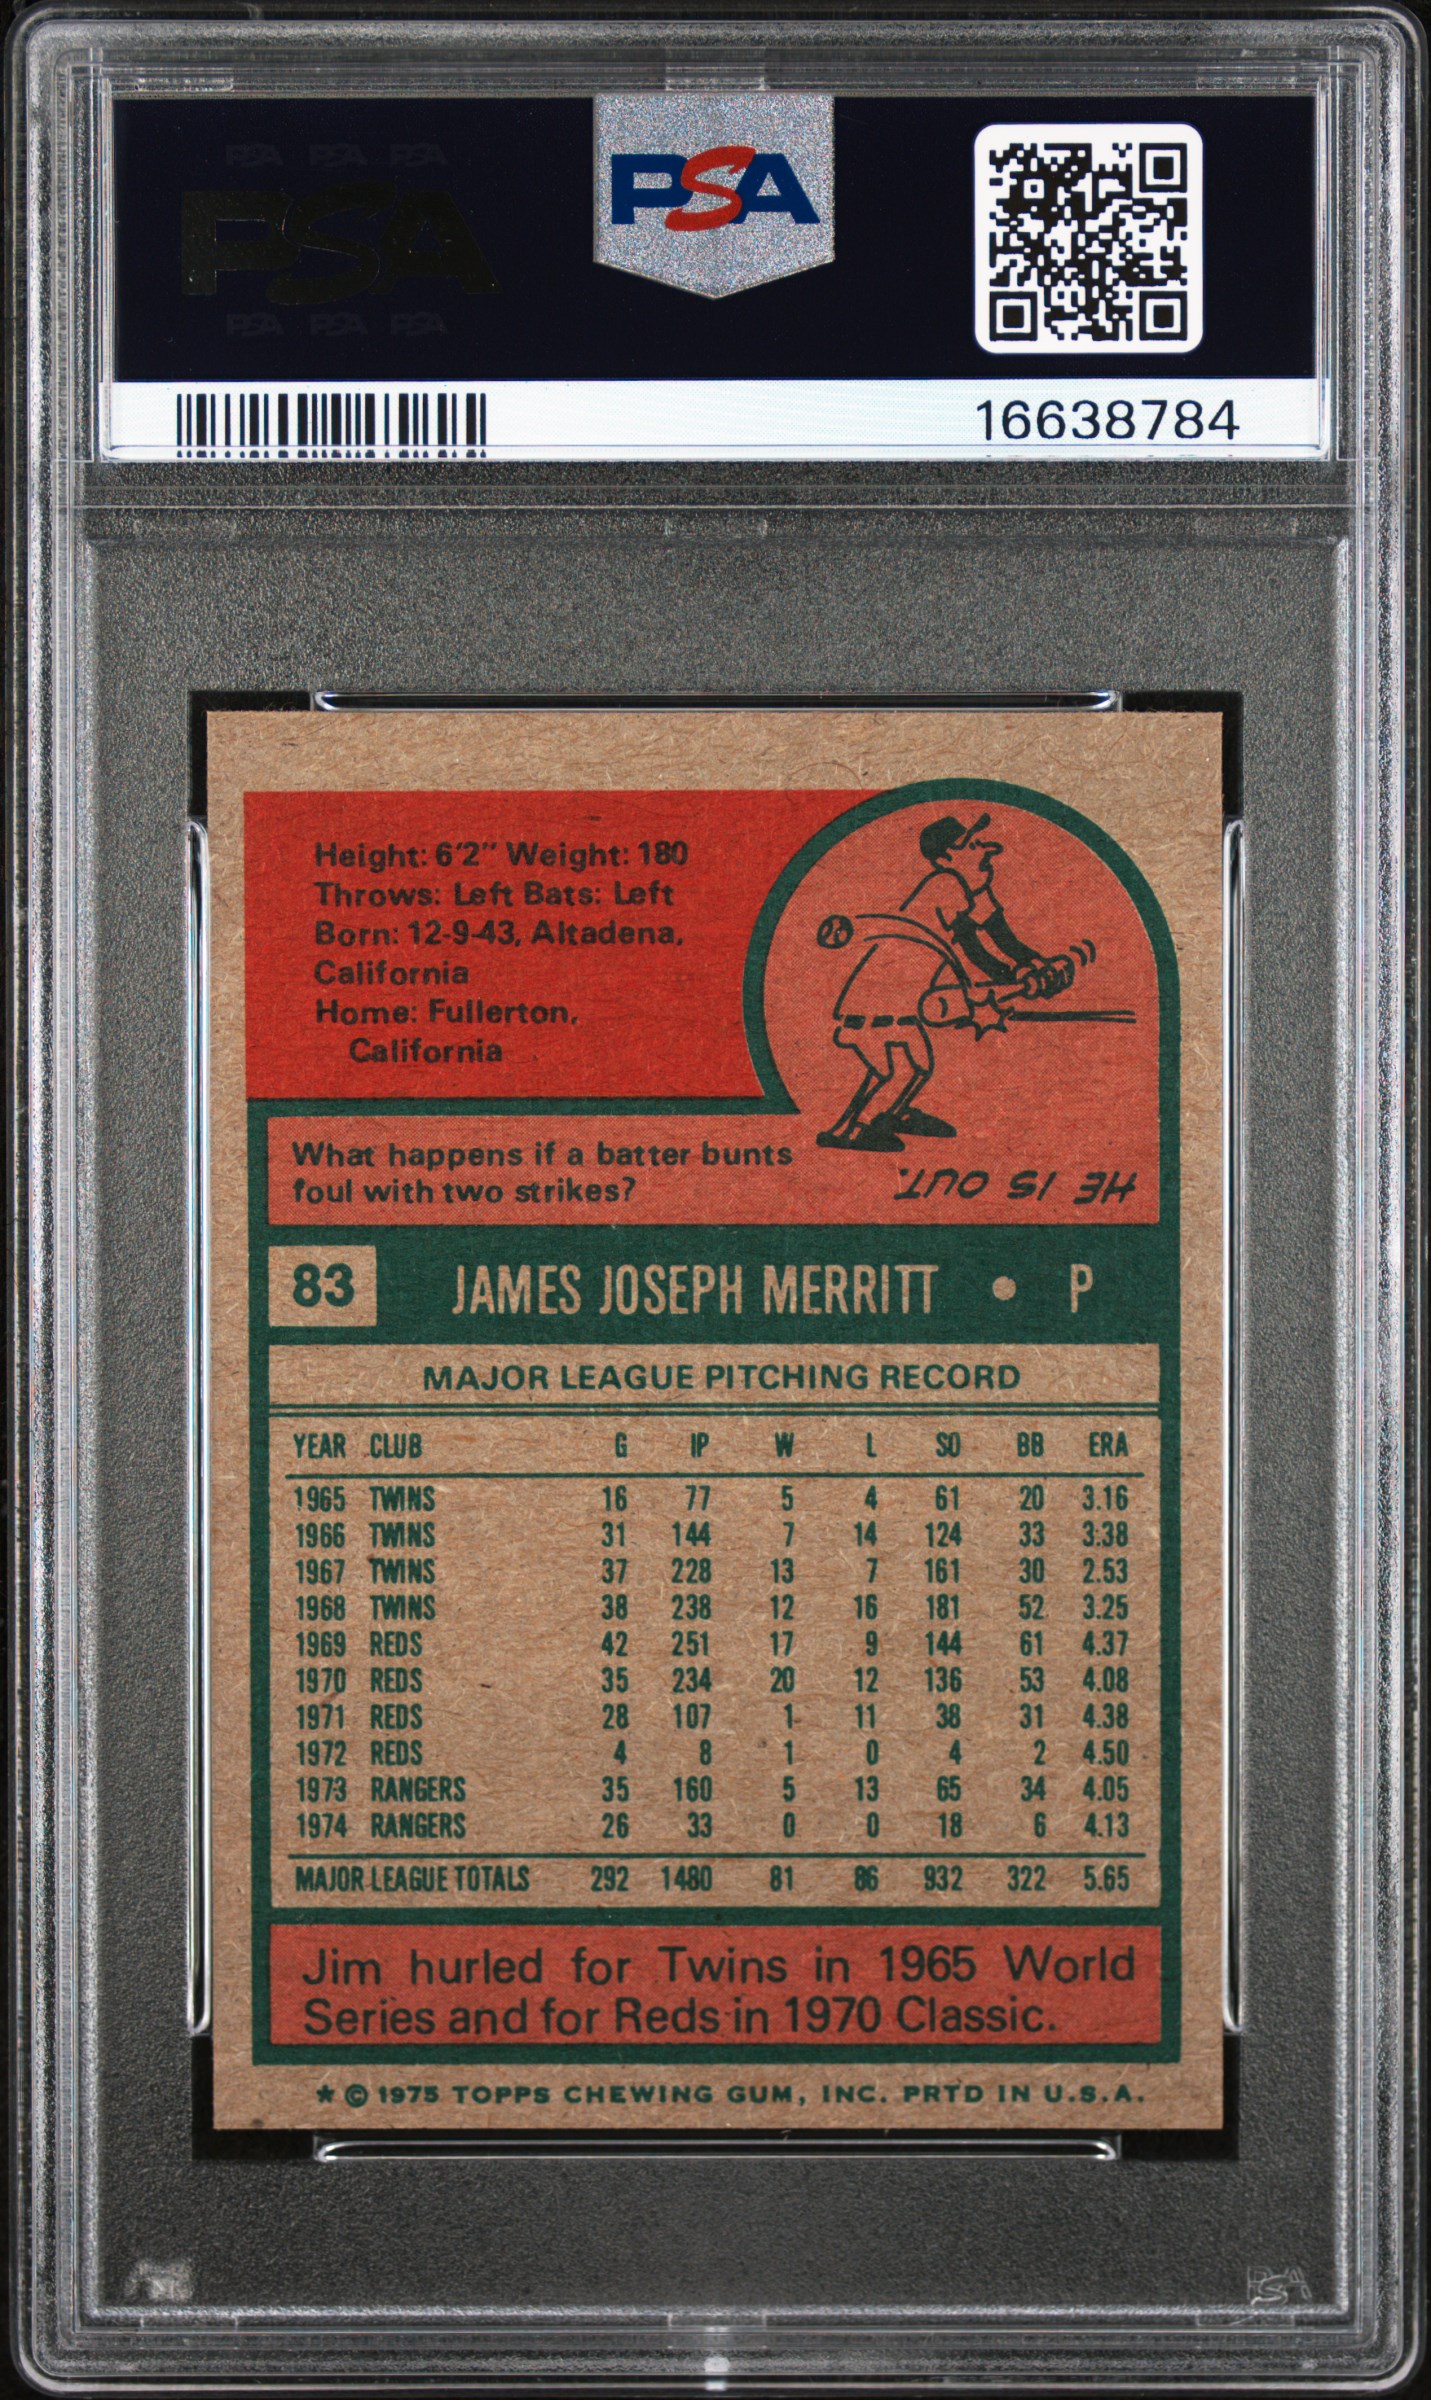 PSA PSA PSA
PSA
PSA
PSA PSA PSA
16638784
Height: 6'2" Weight: 180
Throws: Left Bats: Left
Born: 12-9-43, Altadena,
California
Home: Fullerton,
California
What happens if a batter bunts
foul with two strikes?
HE IS OUT.
83 JAMES JOSEPH MERRITT • P
MAJOR LEAGUE PITCHING RECORD
YEAR CLUB G IP W L SO BB ERA
1965 TWINS 16 77 5 4 61 20 3.16
1966 TWINS 31 144 7 14 124 33 3.38
1967 TWINS 37 228 13 7 161 30 2.53
1968 TWINS 38 238 12 16 181 52 3.25
1969 REDS 42 251 17 9 144 61 4.37
1970 REDS 35 234 20 12 136 53 4.08
1971 REDS 28 107 1 11 38 31 4.38
1972 REDS 4 8 1 0 4 2 4.50
1973 RANGERS 35 160 5 13 65 34 4.05
1974 RANGERS 26 33 0 0 18 6 4.13
MAJOR LEAGUE TOTALS 292 1480 81 86 932 322 5.65
Jim hurled for Twins in 1965 World
Series and for Reds in 1970 Classic.
★ © 1975 TOPPS CHEWING GUM, INC. PRTD IN U.S.A.
PSA